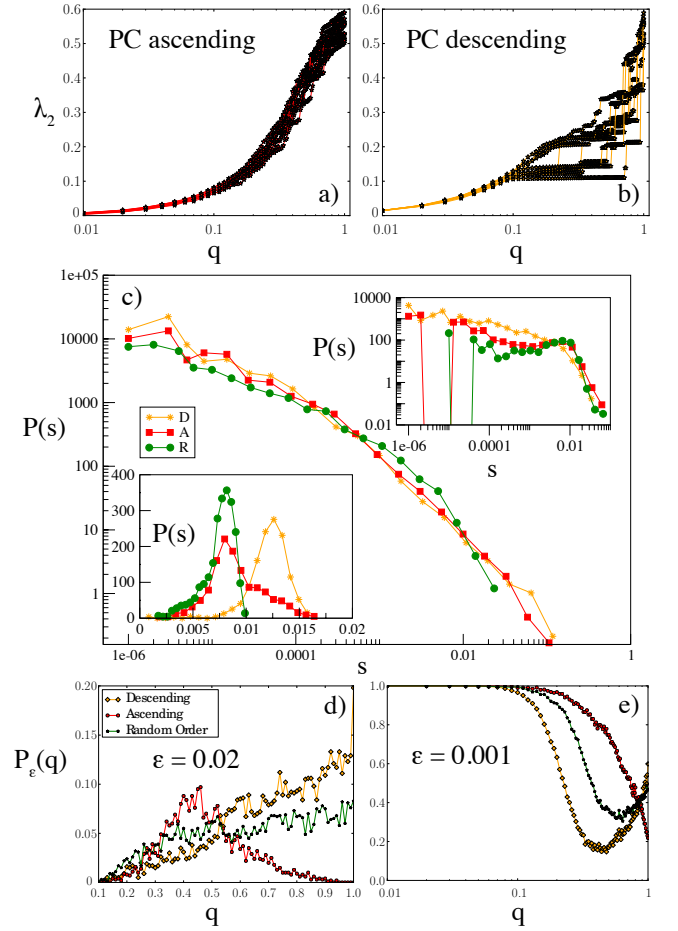 PC ascending
PC descending
λ₂
0.6
0.5
0.4
0.3
0.2
0.1
0.0
0.01
0.1
1
q
a)
0.6
0.5
0.4
0.3
0.2
0.1
0.0
0.01
0.1
1
q
b)
c)
1e+05
10000
1000
100
10
1
P(s)
1e-06
0.0001
0.01
1
s
D
A
R
P(s)
10000
100
1
0.01
1e-06
0.0001
0.01
s
P(s)
400
300
200
100
0
0
0.005
0.01
0.015
0.02
d)
Descending
Ascending
Random Order
ε = 0.02
Pε(q)
0.20
0.15
0.10
0.05
0.0
0.1
0.2
0.3
0.4
0.5
0.6
0.7
0.8
0.9
1.0
q
e)
ε = 0.001
1.0
0.8
0.6
0.4
0.2
0.0
0.01
0.1
1
q